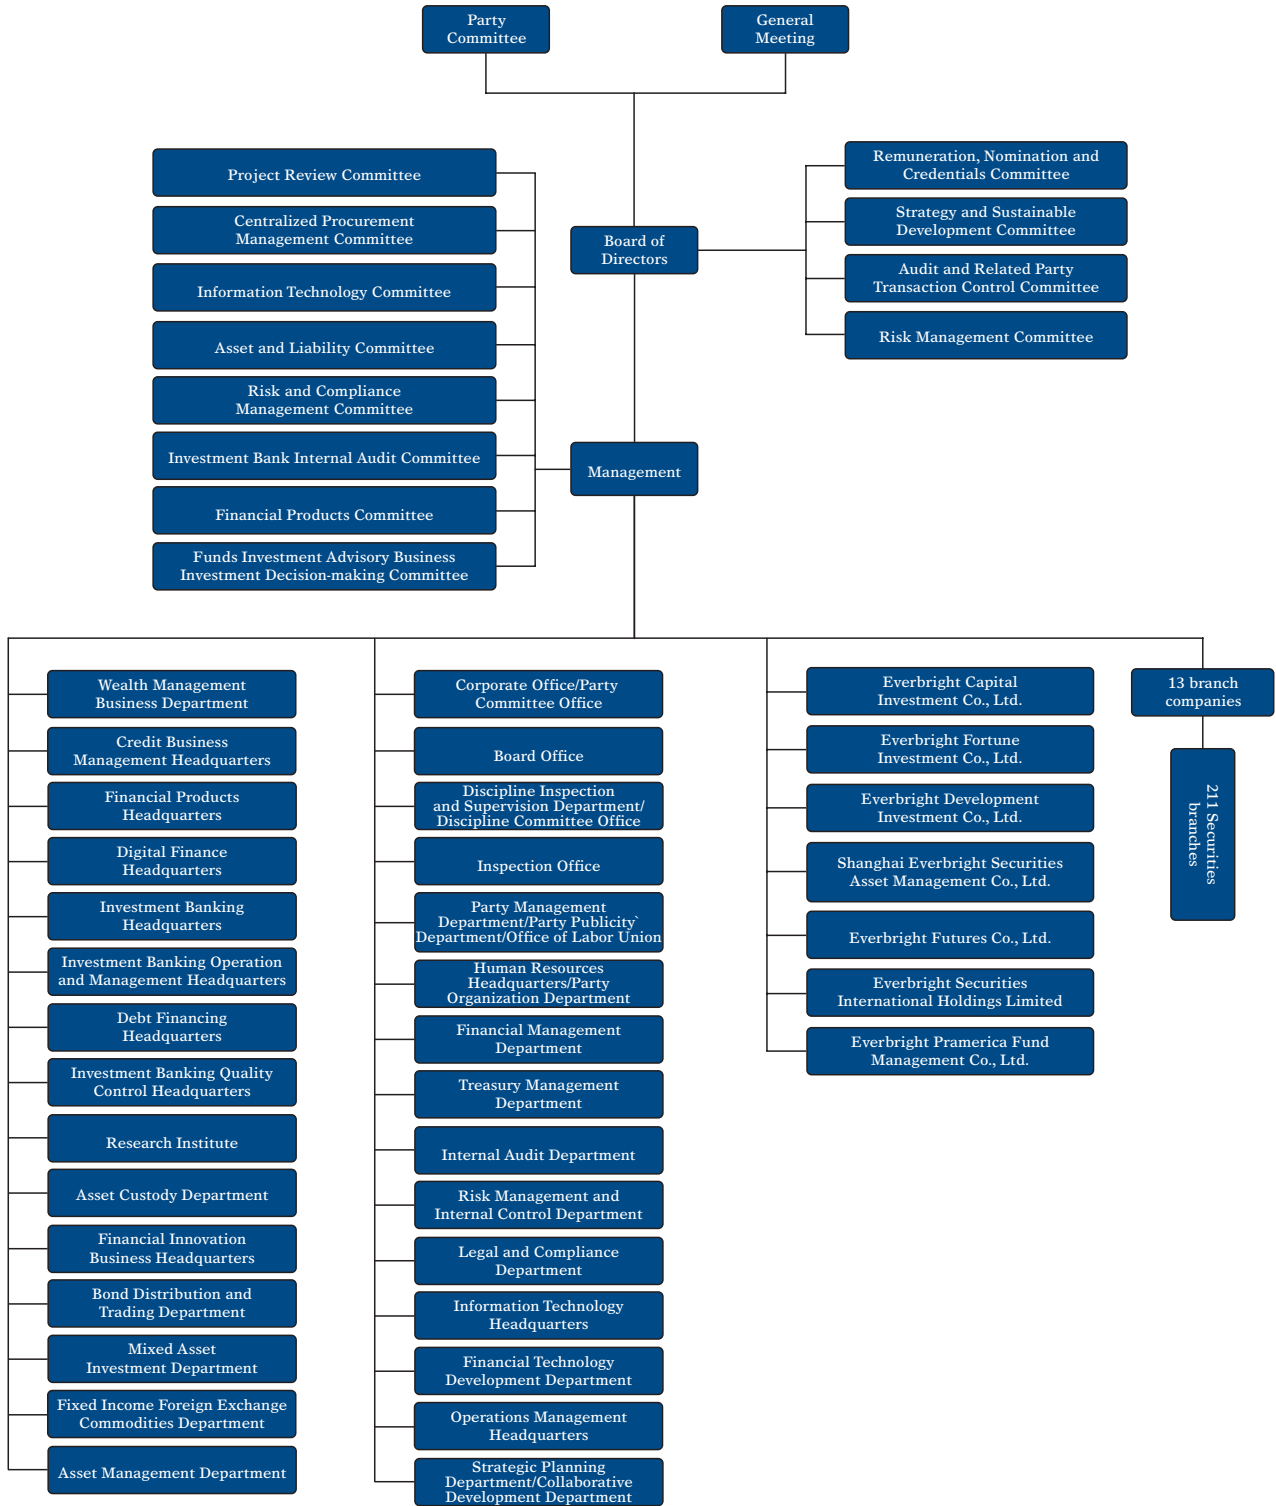 Party
Committee
General
Meeting
Project Review Committee
Centralized Procurement
Management Committee
Information Technology Committee
Asset and Liability Committee
Risk and Compliance
Management Committee
Investment Bank Internal Audit Committee
Financial Products Committee
Funds Investment Advisory Business
Investment Decision-making Committee
Board of
Directors
Management
Remuneration, Nomination and
Credentials Committee
Strategy and Sustainable
Development Committee
Audit and Related Party
Transaction Control Committee
Risk Management Committee
Wealth Management
Business Department
Credit Business
Management Headquarters
Financial Products
Headquarters
Digital Finance
Headquarters
Investment Banking
Headquarters
Investment Banking Operation
and Management Headquarters
Debt Financing
Headquarters
Investment Banking Quality
Control Headquarters
Research Institute
Asset Custody Department
Financial Innovation
Business Headquarters
Bond Distribution and
Trading Department
Mixed Asset
Investment Department
Fixed Income Foreign Exchange
Commodities Department
Asset Management Department
Corporate Office/Party
Committee Office
Board Office
Discipline Inspection
and Supervision Department/
Discipline Committee Office
Inspection Office
Party Management
Department/Party Publicity`
Department/Office of Labor Union
Human Resources
Headquarters/Party
Organization Department
Financial Management
Department
Treasury Management
Department
Internal Audit Department
Risk Management and
Internal Control Department
Legal and Compliance
Department
Information Technology
Headquarters
Financial Technology
Development Department
Operations Management
Headquarters
Strategic Planning
Department/Collaborative
Development Department
Everbright Capital
Investment Co., Ltd.
Everbright Fortune
Investment Co., Ltd.
Everbright Development
Investment Co., Ltd.
Shanghai Everbright Securities
Asset Management Co., Ltd.
Everbright Futures Co., Ltd.
Everbright Securities
International Holdings Limited
Everbright Pramerica Fund
Management Co., Ltd.
13 branch
companies
211 Securities
branches